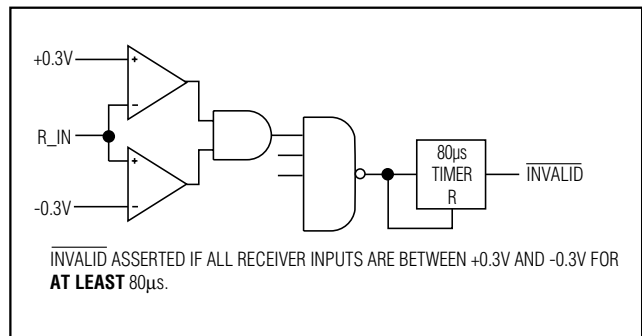 +0.3V
+
-
R_IN
+
-
-0.3V
80µs
TIMER
R
INVALID
INVALID ASSERTED IF ALL RECEIVER INPUTS ARE BETWEEN +0.3V AND -0.3V FOR
AT LEAST 80µs.